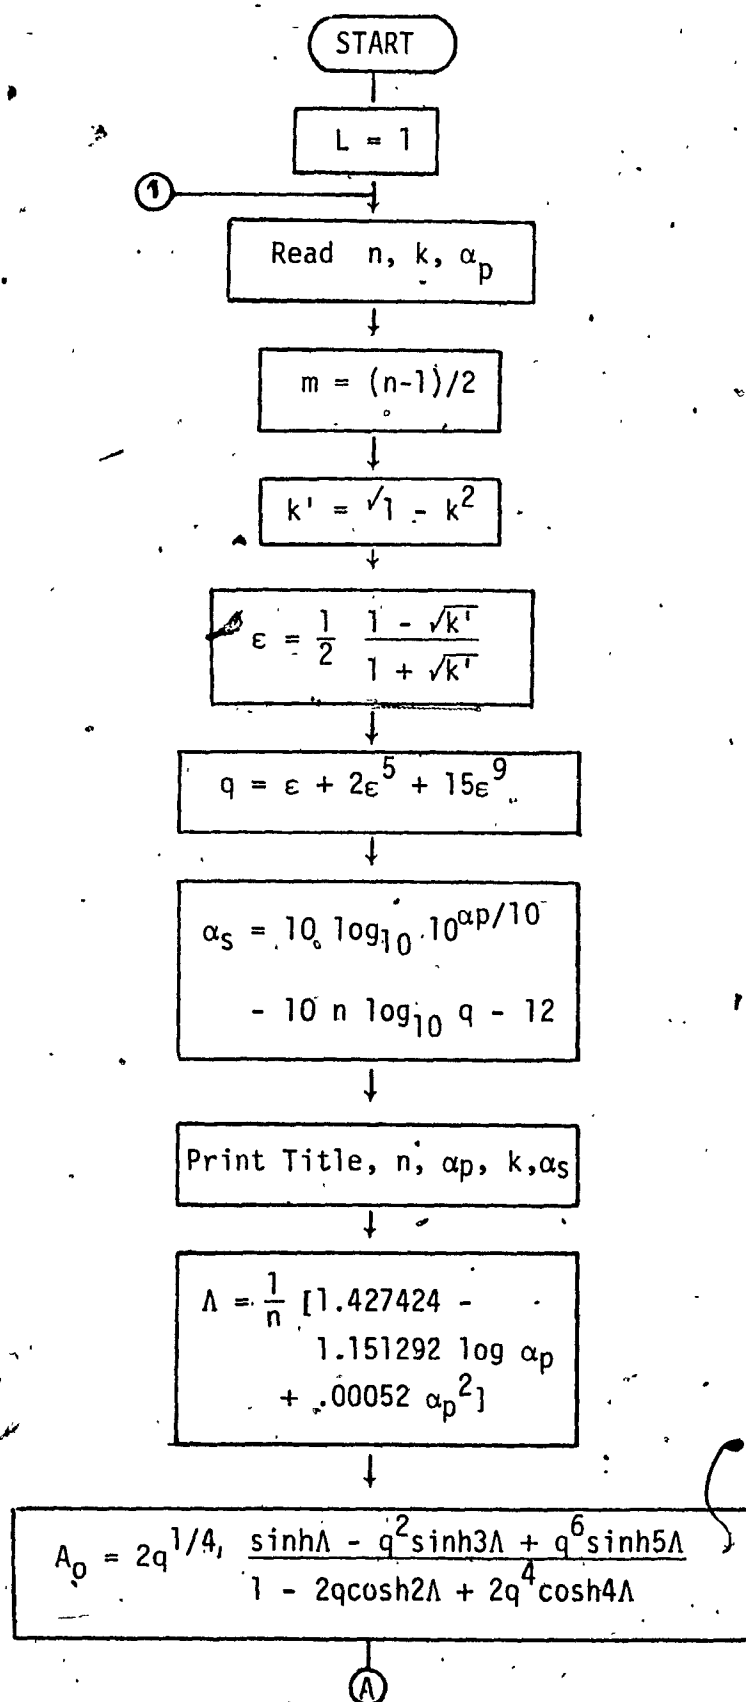 START
L = 1
1
Read n, k, αp
m = (n-1)/2
k' = √1 - k²
ε = 1/2 (1 - √k')/(1 + √k')
q = ε + 2ε⁵ + 15ε⁹
αs = 10 log₁₀ 10^αp/10
- 10 n log₁₀ q - 12
Print Title, n, αp, k, αs
Λ = 1/n [1.427424 -
1.151292 log αp
+ .00052 αp²]
A₀ = 2q^1/4 (sinhΛ - q²sinh3Λ + q⁶sinh5Λ)/(1 - 2qcosh2Λ + 2q⁴cosh4Λ)
A